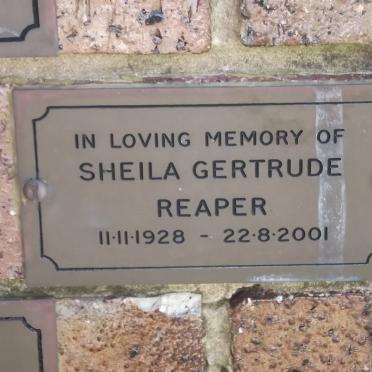 IN LOVING MEMORY OF
SHEILA GERTRUDE
REAPER
11·11·1928 - 22·8·2001